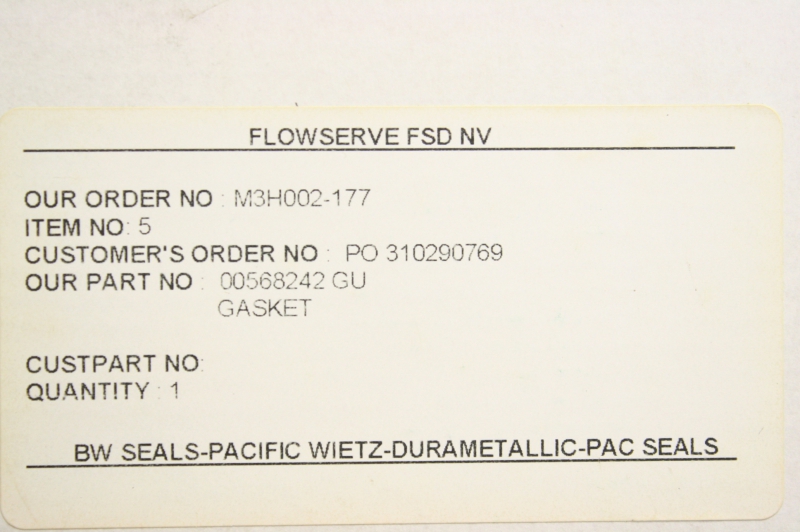 FLOWSERVE FSD NV
OUR ORDER NO : M3H002-177
ITEM NO: 5
CUSTOMER'S ORDER NO : PO 310290769
OUR PART NO : 00568242 GU
GASKET
CUSTPART NO:
QUANTITY : 1
BW SEALS-PACIFIC WIETZ-DURAMETALLIC-PAC SEALS